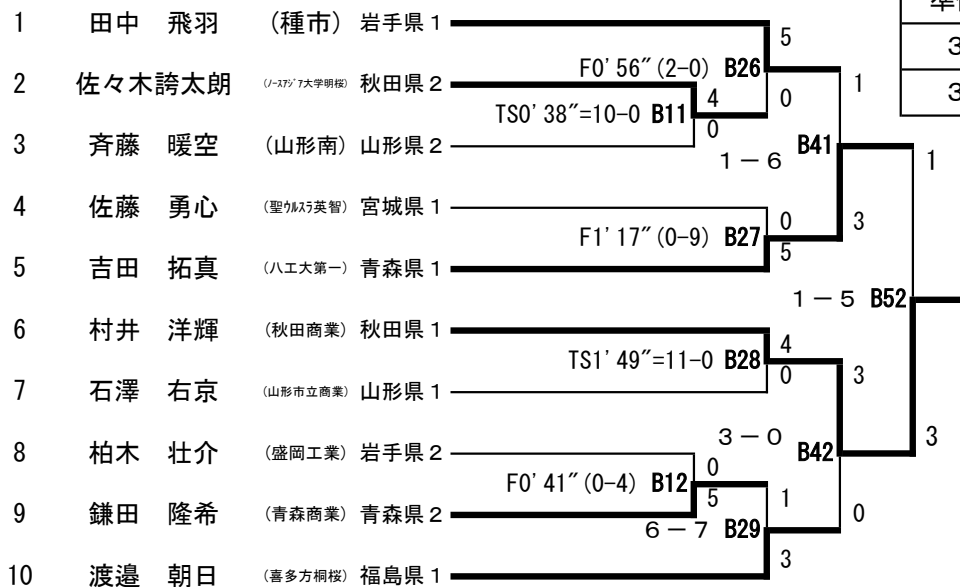 1 田中 飛羽 (種市) 岩手県 1
2 佐々木誇太朗 (ノースアジア大学明桜) 秋田県 2
3 斉藤 暖空 (山形南) 山形県 2
4 佐藤 勇心 (聖ウルスラ英智) 宮城県 1
5 吉田 拓真 (八工大第一) 青森県 1
6 村井 洋輝 (秋田商業) 秋田県 1
7 石澤 右京 (山形市立商業) 山形県 1
8 柏木 壮介 (盛岡工業) 岩手県 2
9 鎌田 隆希 (青森商業) 青森県 2
10 渡邉 朝日 (喜多方桐桜) 福島県 1
5
F0'56″(2-0) B26
0
4
TS0'38″=10-0 B11
0
1
1－6 B41
3
0
F1'17″(0-9) B27
5
1
1－5 B52
3
4
TS1'49″=11-0 B28
0
3
3－0 B42
0
0
F0'41″(0-4) B12
5
1
6－7 B29
3
3
3